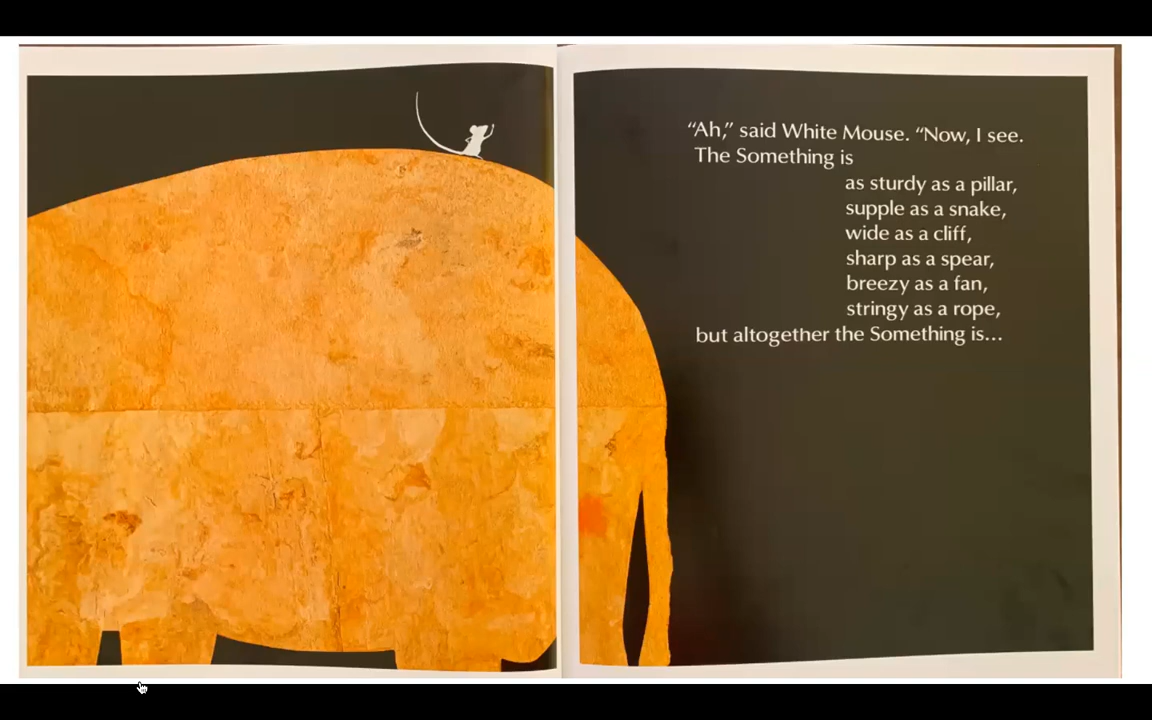 “Ah,” said White Mouse. “Now, I see.
The Something is
as sturdy as a pillar,
supple as a snake,
wide as a cliff,
sharp as a spear,
breezy as a fan,
stringy as a rope,
but altogether the Something is...